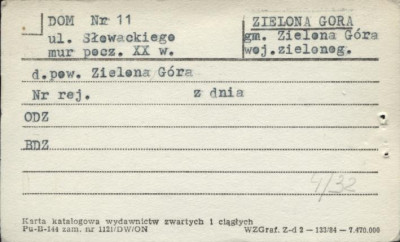 DOM Nr 11
ul. Słowackiego
mur pocz. XX w.
ZIELONA GÓRA
gm. Zielona Góra
woj.zielonog.
d.pow. Zielona Góra
Nr rej. z dnia
ODZ
BDZ
4/32
Karta katalogowa wydawnictw zwartych i ciągłych
Pu-B-144 zam. nr 1121/DW/ON
WZGraf. Z-d 2 — 133/84 — 7.470.000